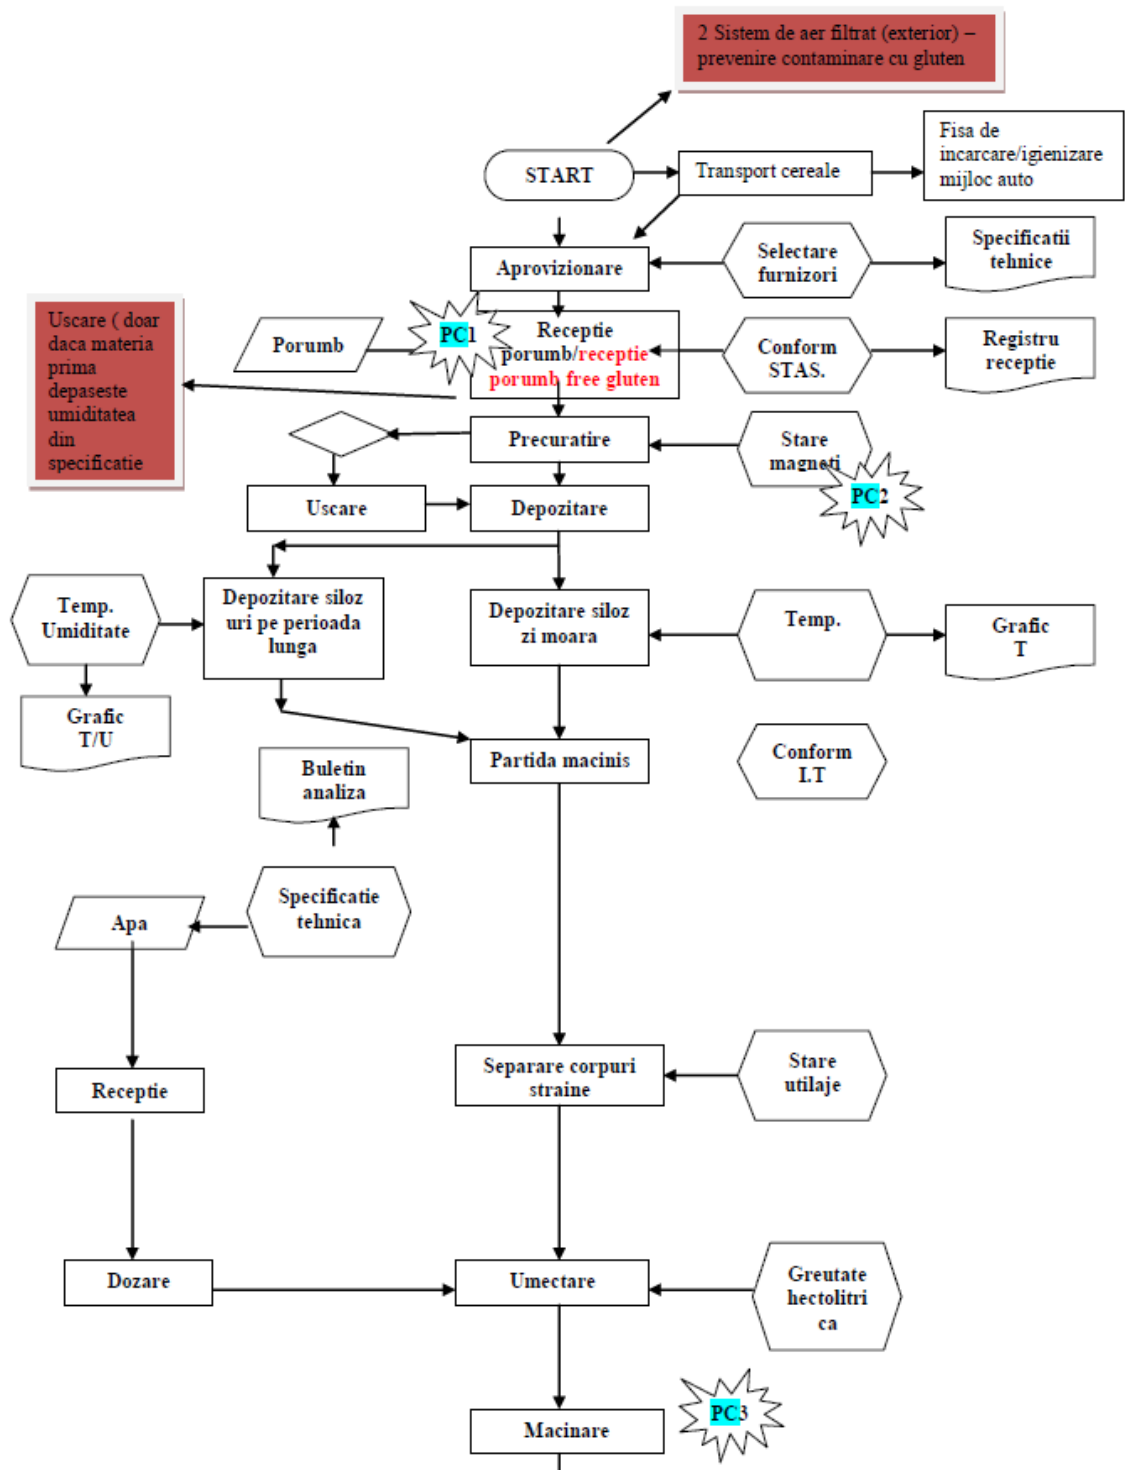 2 Sistem de aer filtrat (exterior) –
prevenire contaminare cu gluten
START
Transport cereale
Fisa de
incarcare/igienizare
mijloc auto
Aprovizionare
Selectare
furnizori
Specificatii
tehnice
Uscare ( doar
daca materia
prima
depaseste
umiditatea
din
specificatie
Porumb
PC1
Receptie
porumb/receptie
porumb free gluten
Conform
STAS.
Registru
receptie
Precuratire
Stare
magneti
PC2
Uscare
Depozitare
Temp.
Umiditate
Depozitare siloz
uri pe perioada
lunga
Depozitare siloz
zi moara
Temp.
Grafic
T
Grafic
T/U
Partida macinis
Conform
I.T
Buletin
analiza
Specificatie
tehnica
Apa
Receptie
Separare corpuri
straine
Stare
utilaje
Dozare
Umectare
Greutate
hectolitri
ca
Macinare
PC3